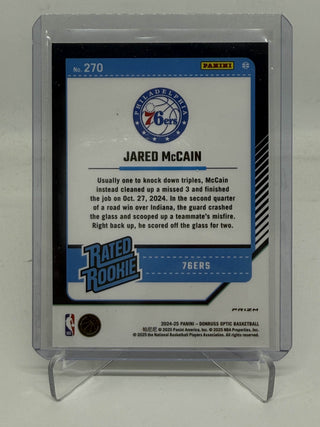 No. 270
PANINI
PHILADELPHIA
76ers
JARED McCAIN
Usually one to knock down triples, McCain
instead cleaned up a missed 3 and finished
the job on Oct. 27, 2024. In the second quarter
of a road win over Indiana, the guard crashed
the glass and scooped up a teammate's misfire.
Right back up, he scored off the glass for two.
RATED
ROOKIE
76ERS
PRIZM
2024-25 PANINI - DONRUSS OPTIC BASKETBALL
© 2025 Panini America, Inc. © 2025 NBA Properties, Inc.
© 2025 the National Basketball Players Association. All rights reserved.
NBA